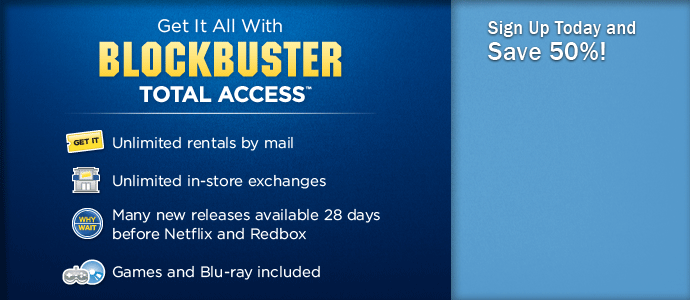 Get It All With
BLOCKBUSTER
TOTAL ACCESS™
GET IT
Unlimited rentals by mail
Unlimited in-store exchanges
WHY
WAIT
Many new releases available 28 days
before Netflix and Redbox
Games and Blu-ray included
Sign Up Today and
Save 50%!